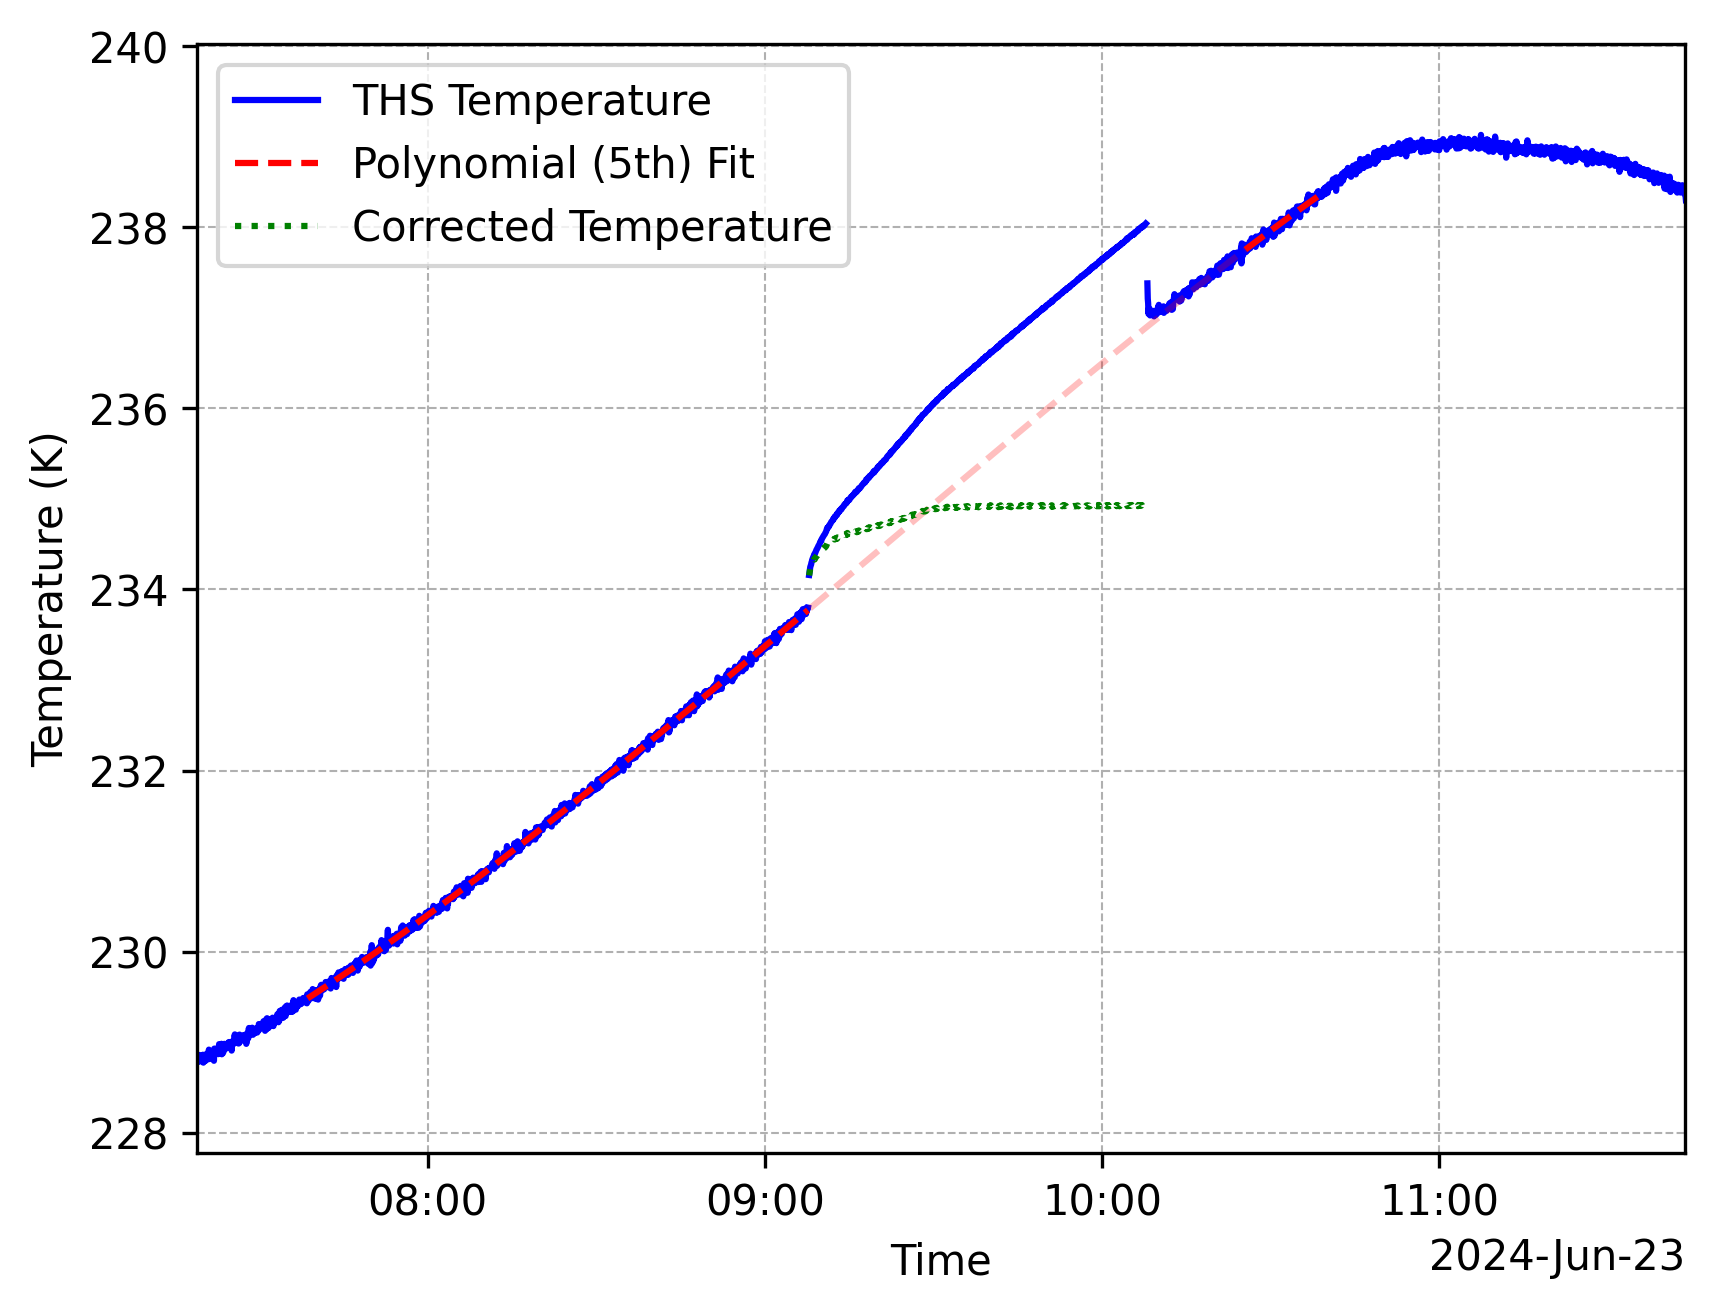 240
238
236
234
232
230
228
Temperature (K)
THS Temperature
Polynomial (5th) Fit
Corrected Temperature
08:00
09:00
10:00
11:00
Time
2024-Jun-23